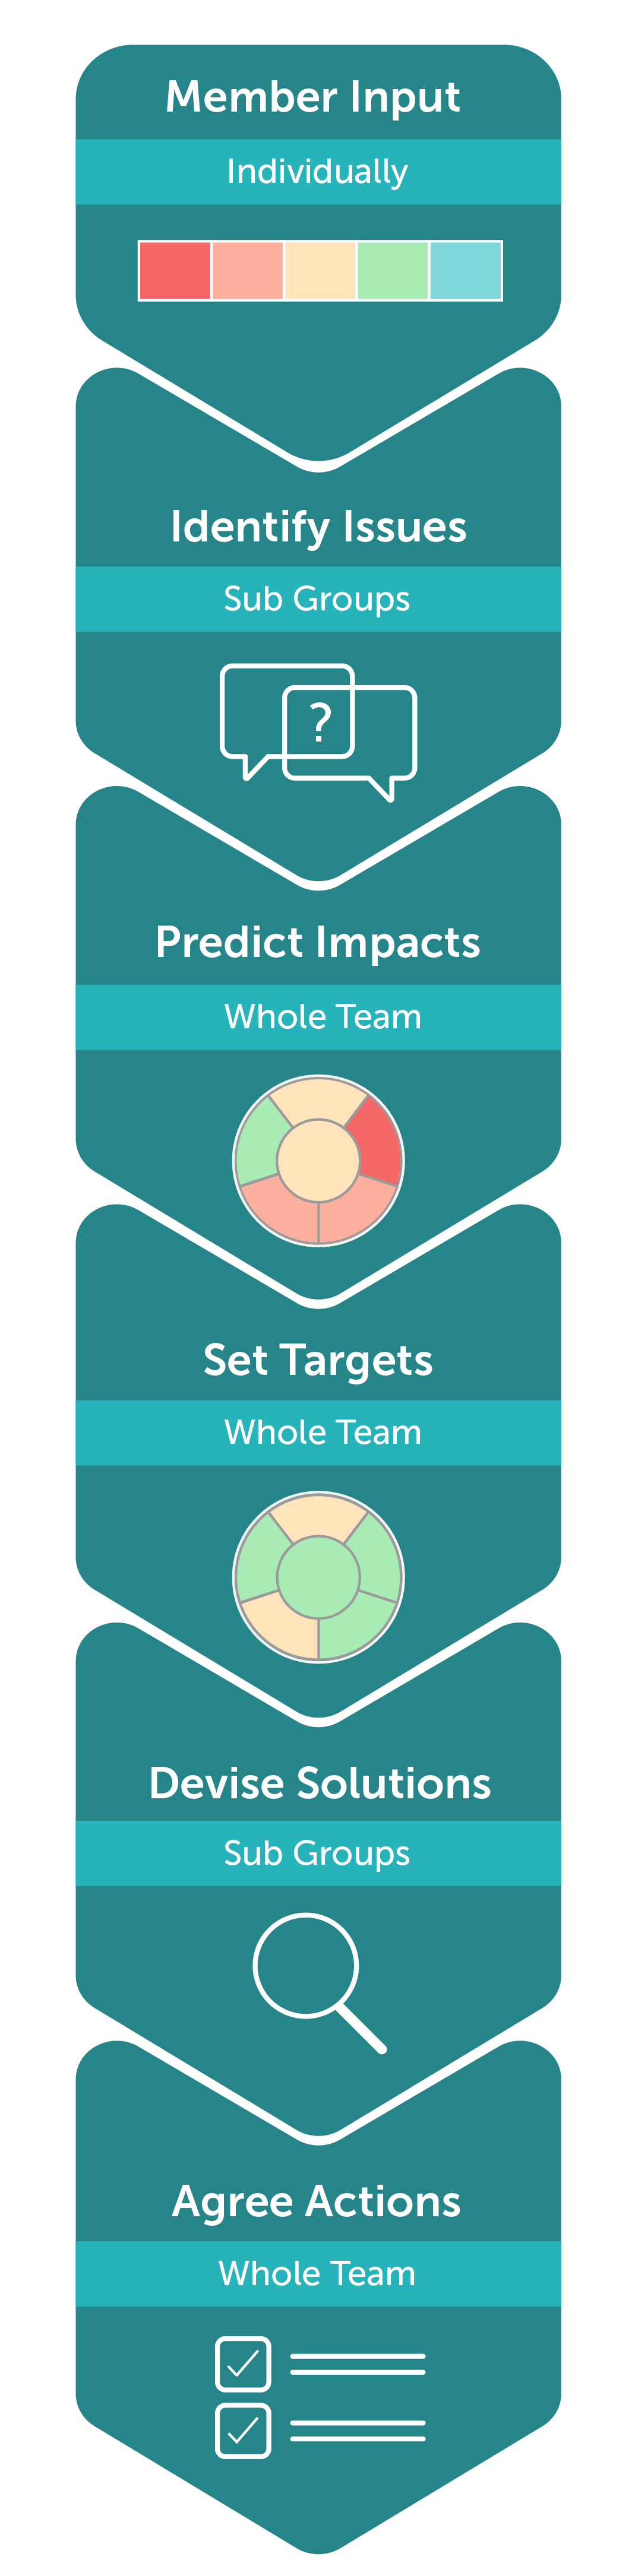 Member Input
Individually
Identify Issues
Sub Groups
?
Predict Impacts
Whole Team
Set Targets
Whole Team
Devise Solutions
Sub Groups
Agree Actions
Whole Team